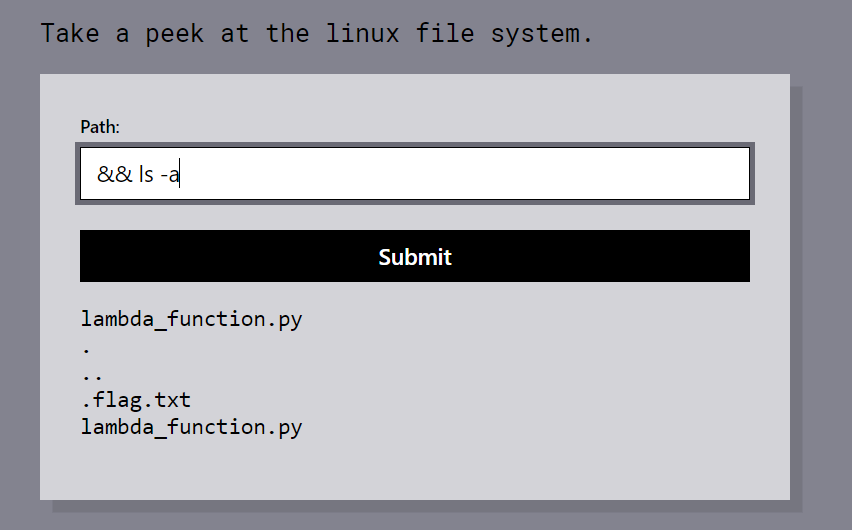 Take a peek at the linux file system.
Path:
&& ls -a
Submit
lambda_function.py
.
..
.flag.txt
lambda_function.py